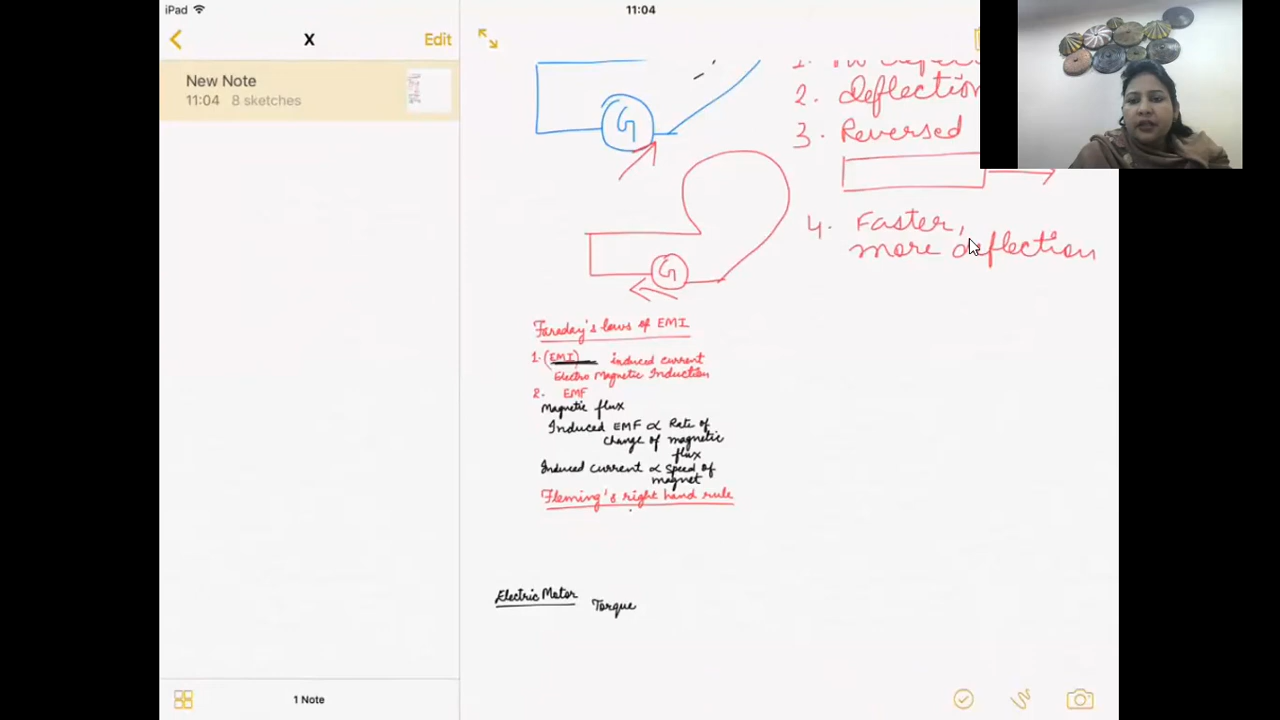 iPad
11:04
X
Edit
New Note
11:04 8 sketches
1 Note
G
2. deflection
3. Reversed
G
4. Faster,
more deflection
Faraday's laws of EMI
1. (EMI) induced current
Electro Magnetic Induction
2. EMF
Magnetic flux
Induced EMF ∝ Rate of
change of magnetic
flux
Induced current ∝ Speed of
magnet
Fleming's right hand rule
Electric Motor
Torque